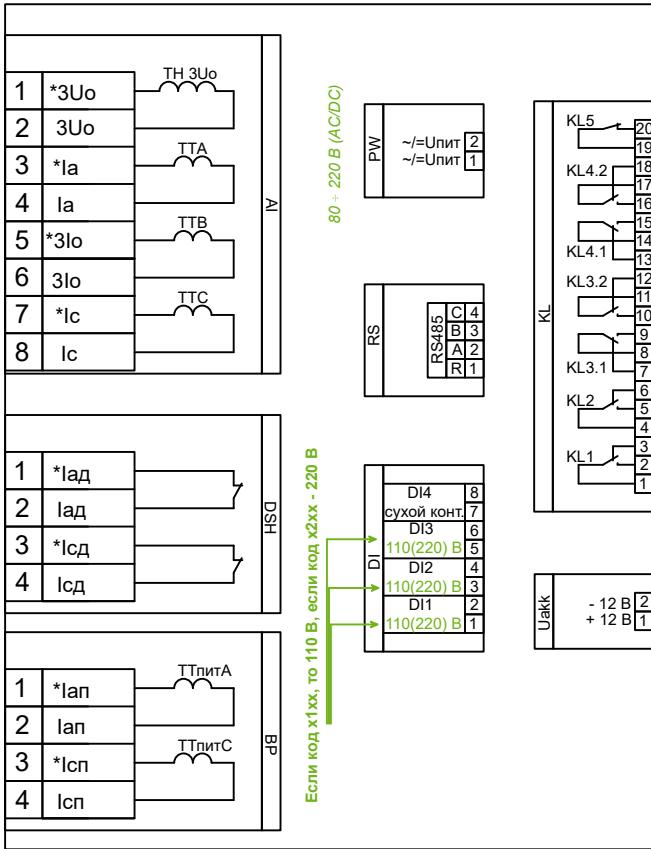 ТН 3Uo
1 *3Uo
2 3Uo
ТТА
3 *Ia
4 Ia
ТТВ
5 *3Io
6 3Io
ТТС
7 *Ic
8 Ic
AI
1 *Iaд
2 Iaд
3 *Icд
4 Icд
DSH
ТТпитА
1 *Iaп
2 Iaп
ТТпитС
3 *Icп
4 Icп
BP
80 ÷ 220 В (AC/DC)
PW
~/=Uпит 2
~/=Uпит 1
RS
RS485
C 4
B 3
A 2
R 1
Если код x1xx, то 110 В, если код x2xx - 220 В
DI
DI4 8
сухой конт. 7
DI3 6
110(220) В 5
DI2 4
110(220) В 3
DI1 2
110(220) В 1
KL
KL5 20
19
KL4.2 18
17
16
15
14
KL4.1 13
KL3.2 12
11
10
9
8
KL3.1 7
6
KL2 5
4
3
KL1 2
1
Uakk
- 12 В 2
+ 12 В 1